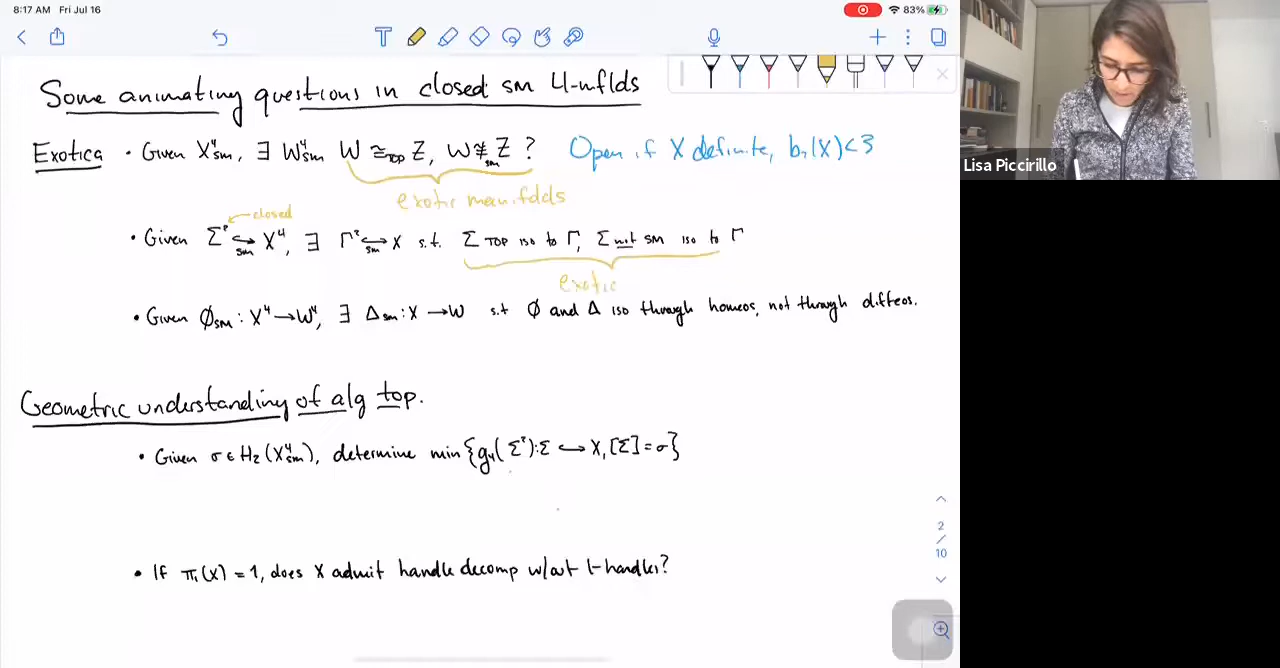 8:17 AM Fri Jul 16
83%
Some animating questions in closed sm 4-mflds
Exotica • Given X⁴sm, ∃ W⁴sm W ≅TOP Z, W ≇sm Z ? Open if X definite, b₂(X)<3
exotic manifolds
closed
• Given Σ² ↪sm X⁴, ∃ Γ² ↪sm X s.t. Σ TOP iso to Γ, Σ not sm iso to Γ
exotic
• Given ϕsm : X⁴ → W⁴, ∃ Δsm : X → W s.t ϕ and Δ iso through homeos, not through diffeos.
Geometric understanding of alg top.
• Given σ ∈ H₂(X⁴sm), determine min {g₄(Σ²): Σ ↪ X, [Σ]=σ}
• If π₁(X) = 1, does X admit handle decomp w/out 1-handles?
2
/
10
Lisa Piccirillo